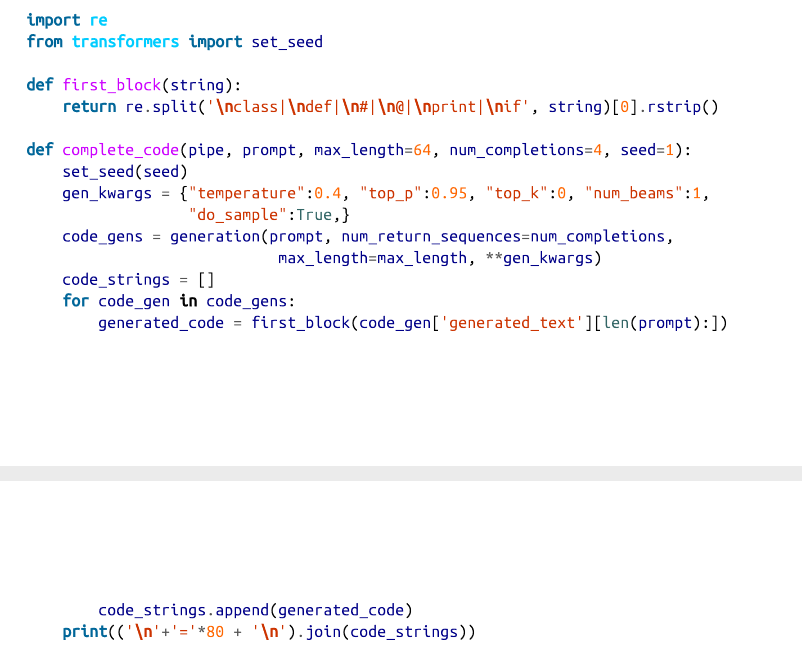 import re
from transformers import set_seed

def first_block(string):
    return re.split('\nclass|\ndef|\n#|\n@|\nprint|\nif', string)[0].rstrip()

def complete_code(pipe, prompt, max_length=64, num_completions=4, seed=1):
    set_seed(seed)
    gen_kwargs = {"temperature":0.4, "top_p":0.95, "top_k":0, "num_beams":1,
                  "do_sample":True,}
    code_gens = generation(prompt, num_return_sequences=num_completions,
                            max_length=max_length, **gen_kwargs)
    code_strings = []
    for code_gen in code_gens:
        generated_code = first_block(code_gen['generated_text'][len(prompt):])
        code_strings.append(generated_code)
    print(('\n'+'='*80 + '\n').join(code_strings))